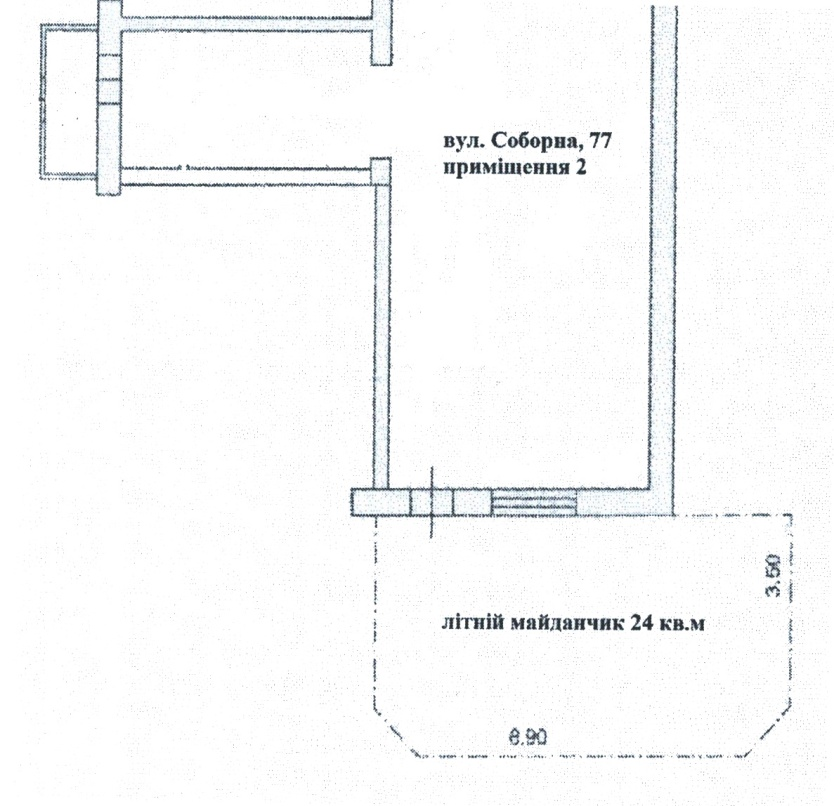 вул. Соборна, 77
приміщення 2
3.50
літній майданчик 24 кв.м
6.90